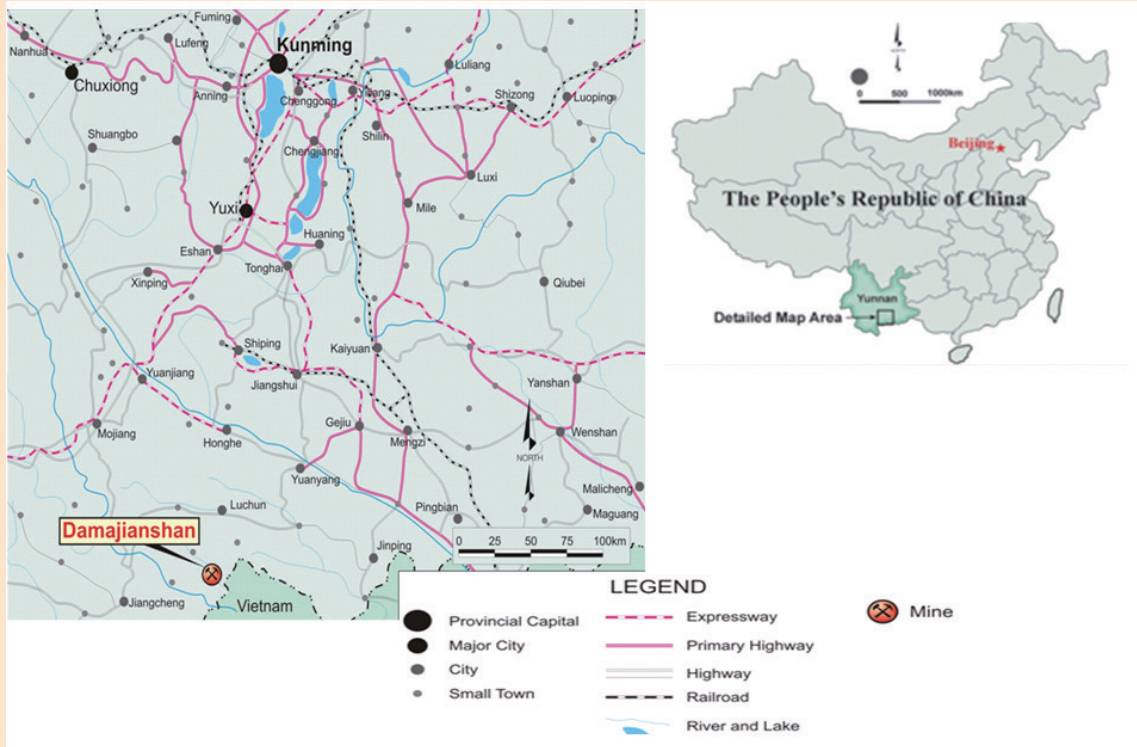 Fuming
Nanhua
Lufeng
Kunming
Luliang
Chuxiong
Anning
Chenggong
Yiliang
Shizong
Luoping
Shuangbo
Shilin
Chengjiang
Luxi
Yuxi
Mile
Eshan
Huaning
Tonghai
Xinping
Qiubei
Shiping
Kaiyuan
Yuanjiang
Jiangshui
Yanshan
Mojiang
Honghe
Gejiu
Mengzi
Wenshan
NORTH
Yuanyang
Malicheng
Luchun
Pingbian
Maguang
Damajianshan
0 25 50 75 100km
Jinping
Jiangcheng
Vietnam
0 500 1000km
Beijing
The People's Republic of China
Yunnan
Detailed Map Area
LEGEND
Provincial Capital
Major City
City
Small Town
Expressway
Primary Highway
Highway
Railroad
River and Lake
Mine